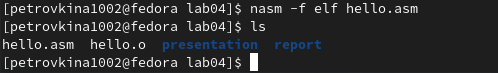 [petrovkina1002@fedora lab04]$ nasm -f elf hello.asm
[petrovkina1002@fedora lab04]$ ls
hello.asm  hello.o  presentation  report
[petrovkina1002@fedora lab04]$